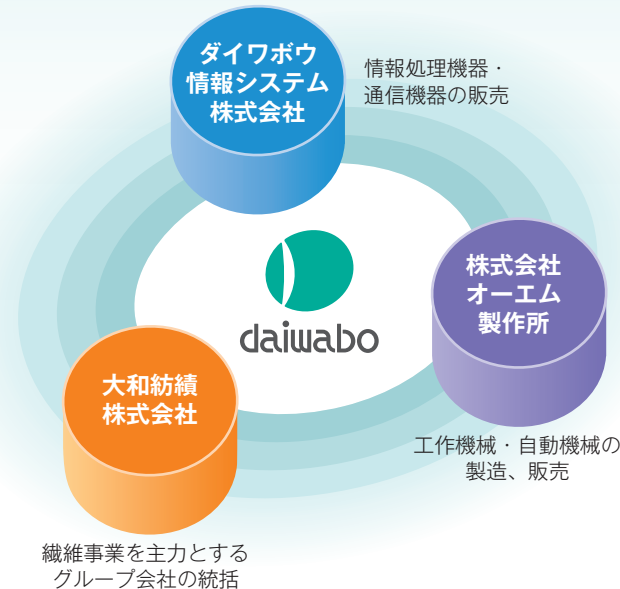 ダイワボウ
情報システム
株式会社
情報処理機器・
通信機器の販売
daiwabo
株式会社
オーエム
製作所
工作機械・自動機械の
製造、販売
大和紡績
株式会社
繊維事業を主力とする
グループ会社の統括